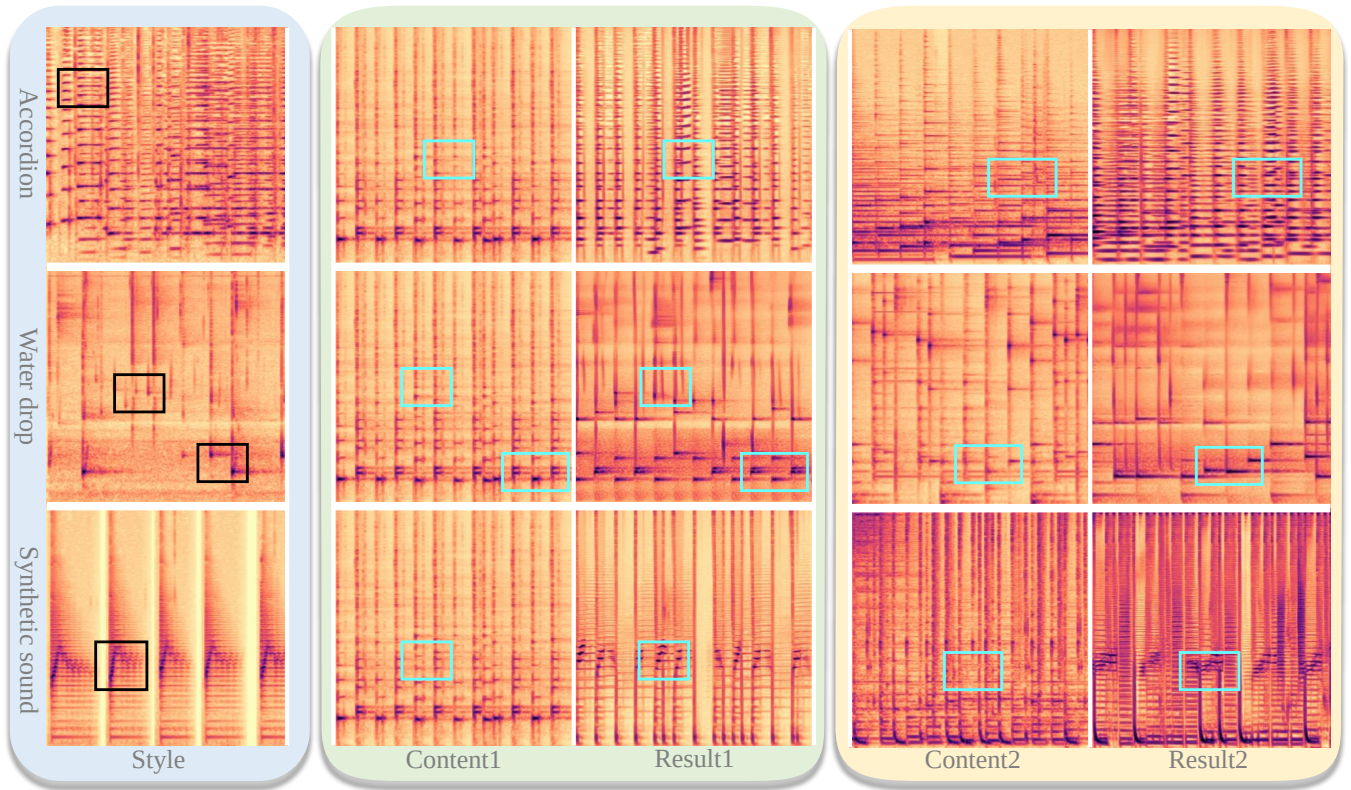 Accordion
Water drop
Synthetic sound
Style
Content1
Result1
Content2
Result2